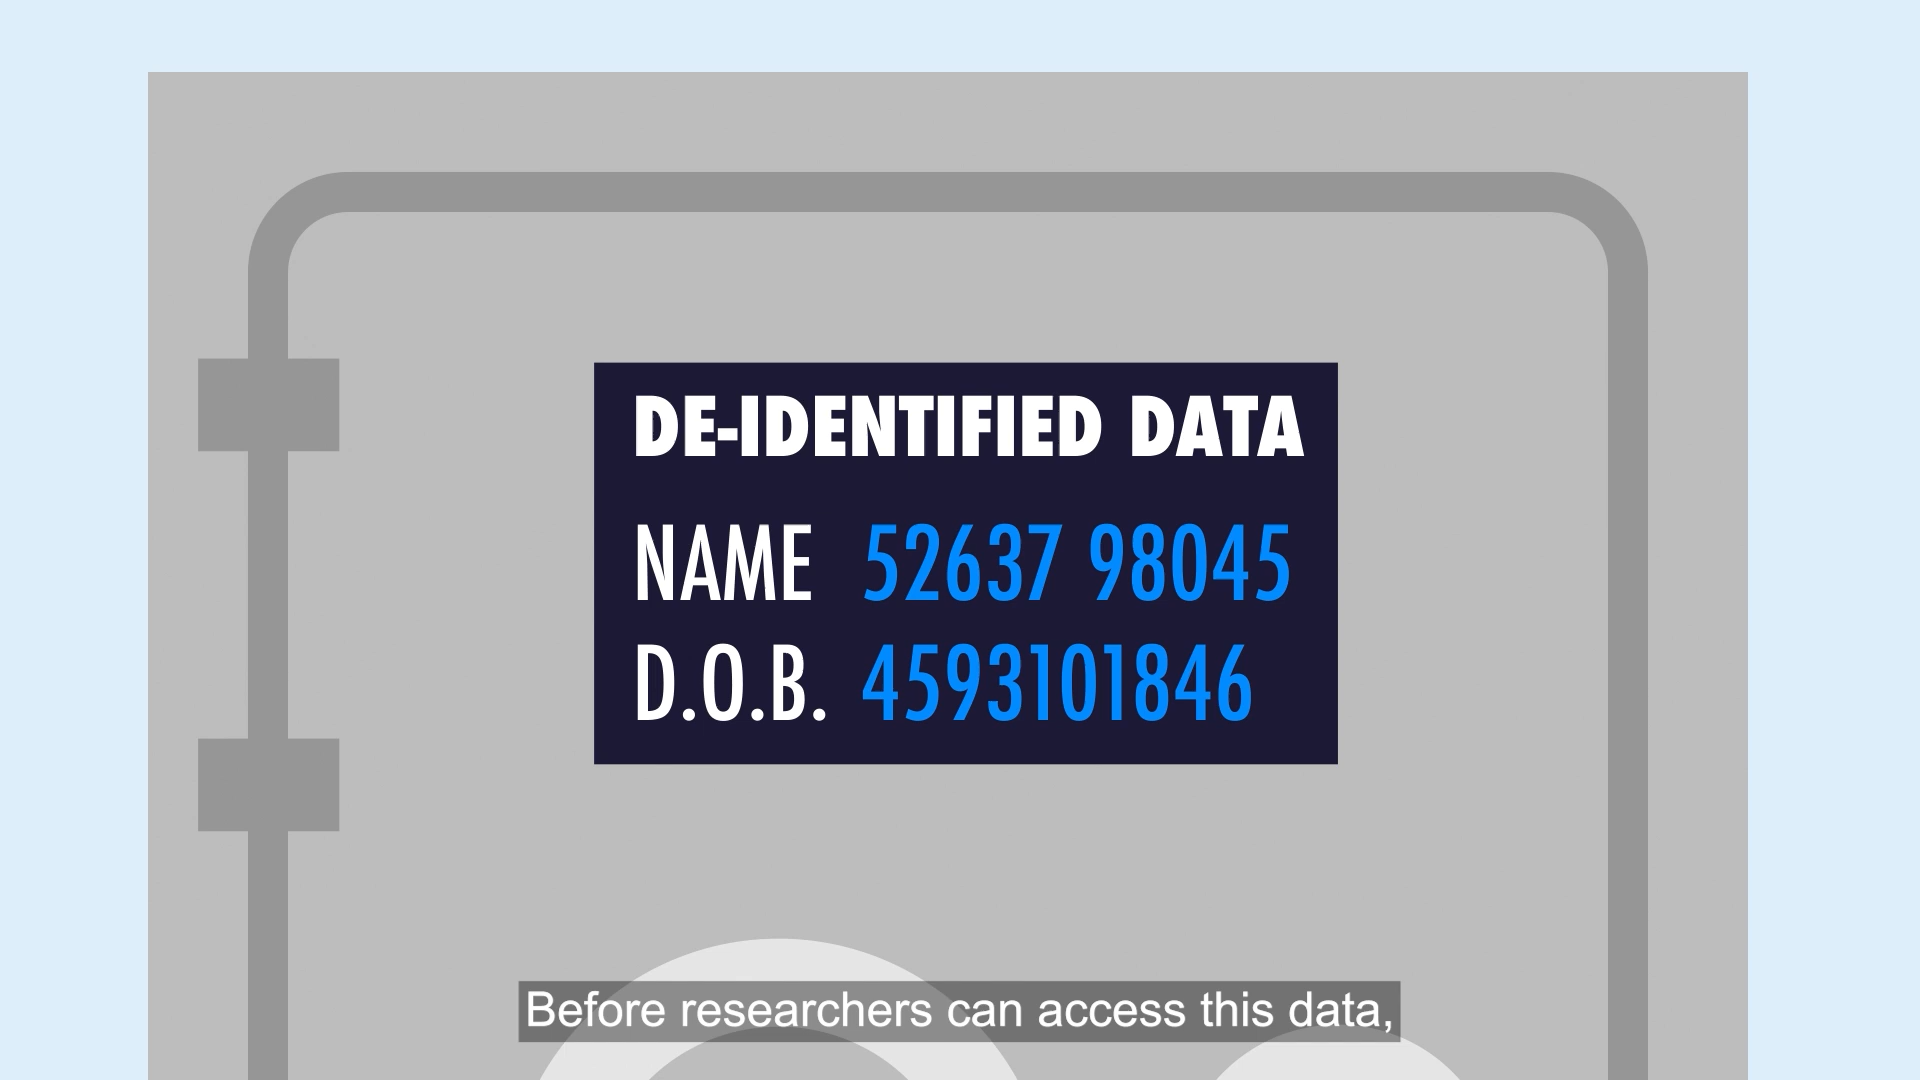 DE-IDENTIFIED DATA
NAME 52637 98045
D.O.B. 4593101846
Before researchers can access this data,